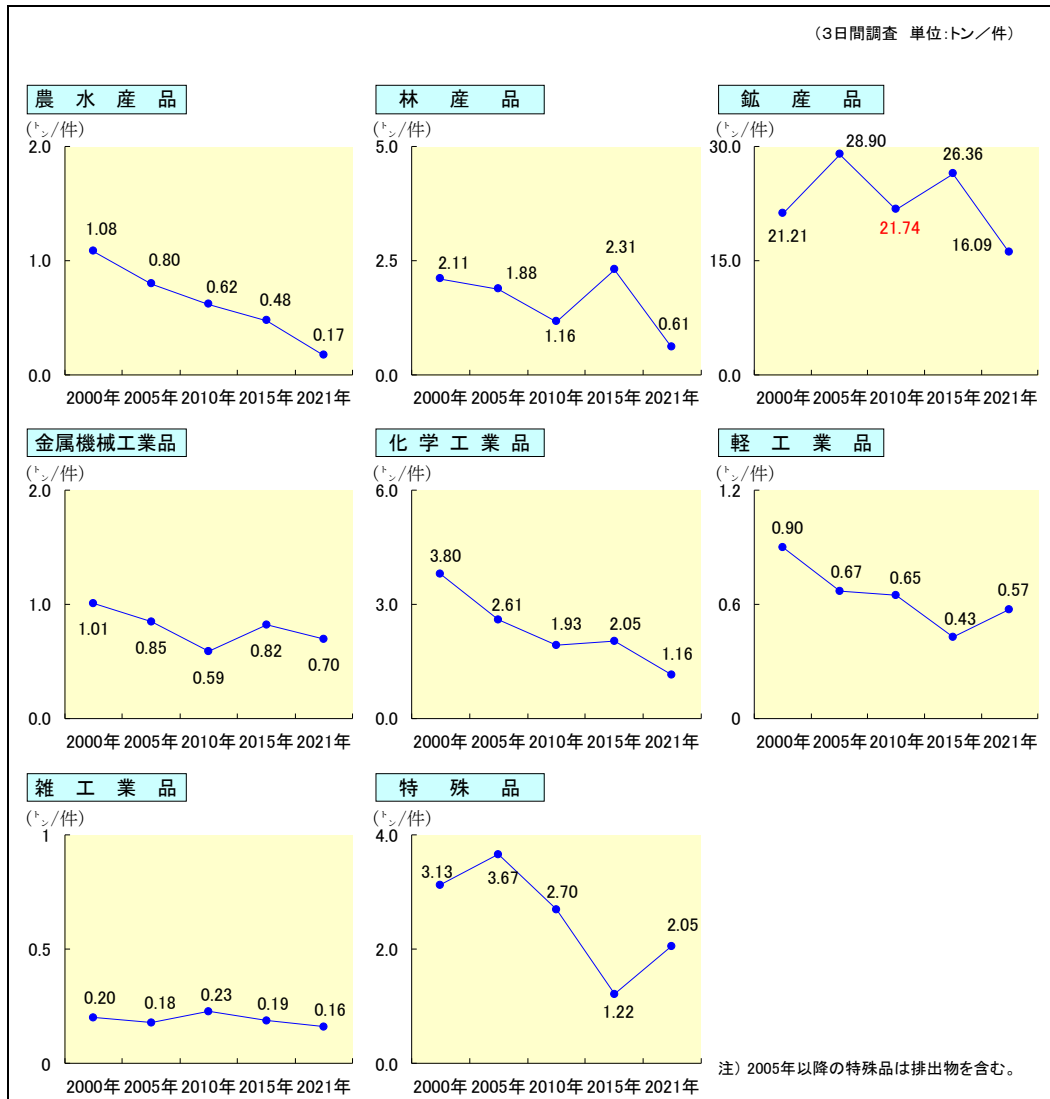 (3日間調査 単位:トン/件)
農水産品
(トン/件)
2.0
1.0
0.0
1.08
0.80
0.62
0.48
0.17
2000年 2005年 2010年 2015年 2021年
林産品
(トン/件)
5.0
2.5
0.0
2.11
1.88
1.16
2.31
0.61
2000年 2005年 2010年 2015年 2021年
鉱産品
(トン/件)
30.0
15.0
0.0
21.21
28.90
21.74
26.36
16.09
2000年 2005年 2010年 2015年 2021年
金属機械工業品
(トン/件)
2.0
1.0
0.0
1.01
0.85
0.59
0.82
0.70
2000年 2005年 2010年 2015年 2021年
化学工業品
(トン/件)
6.0
3.0
0.0
3.80
2.61
1.93
2.05
1.16
2000年 2005年 2010年 2015年 2021年
軽工業品
(トン/件)
1.2
0.6
0
0.90
0.67
0.65
0.43
0.57
2000年 2005年 2010年 2015年 2021年
雑工業品
(トン/件)
1
0.5
0
0.20
0.18
0.23
0.19
0.16
2000年 2005年 2010年 2015年 2021年
特殊品
(トン/件)
4.0
2.0
0.0
3.13
3.67
2.70
1.22
2.05
2000年 2005年 2010年 2015年 2021年
注) 2005年以降の特殊品は排出物を含む。